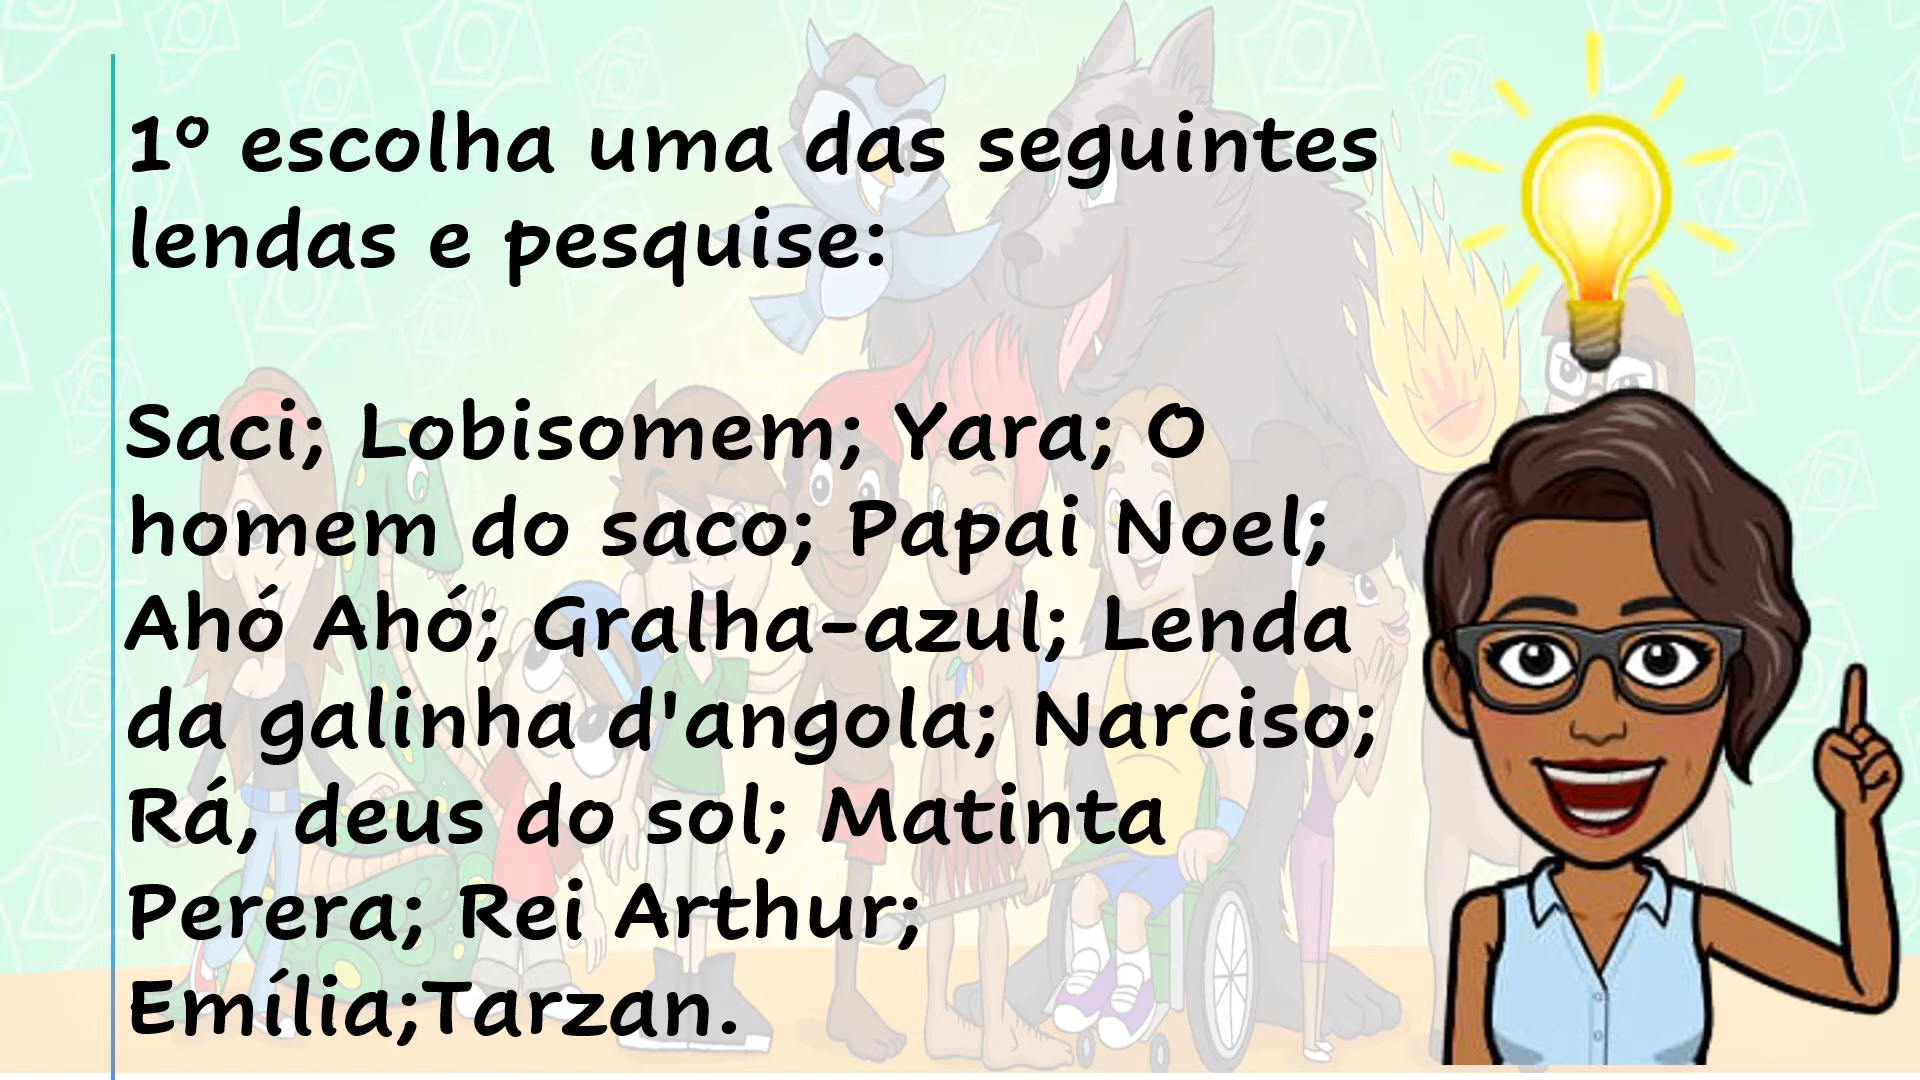 1º escolha uma das seguintes
lendas e pesquise:
Saci; Lobisomem; Yara; O
homem do saco; Papai Noel;
Ahó Ahó; Gralha-azul; Lenda
da galinha d'angola; Narciso;
Rá, deus do sol; Matinta
Perera; Rei Arthur;
Emília;Tarzan.